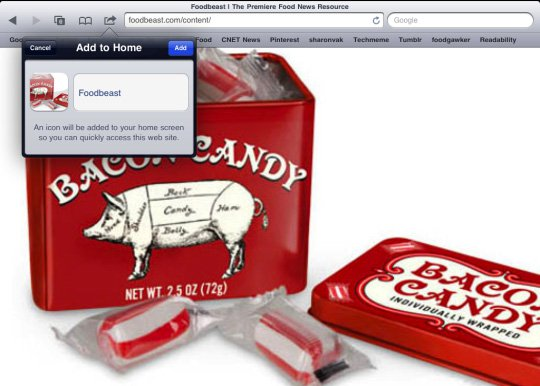 Foodbeast | The Premiere Food News Resource
foodbeast.com/content/
Google
Food CNET News Pinterest sharonvak Techmeme Tumblr foodgawker Readability
Cancel Add to Home Add
Foodbeast
An icon will be added to your home screen
so you can quickly access this web site.
BACON CANDY
Back
Candy
Ham
Belly
NET WT. 2.5 OZ (72g)
BACON
CANDY
INDIVIDUALLY WRAPPED